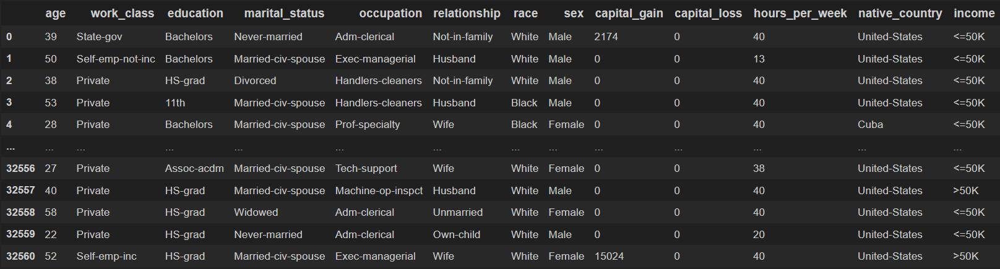 age work_class education marital_status occupation relationship race sex capital_gain capital_loss hours_per_week native_country income
0 39 State-gov Bachelors Never-married Adm-clerical Not-in-family White Male 2174 0 40 United-States <=50K
1 50 Self-emp-not-inc Bachelors Married-civ-spouse Exec-managerial Husband White Male 0 0 13 United-States <=50K
2 38 Private HS-grad Divorced Handlers-cleaners Not-in-family White Male 0 0 40 United-States <=50K
3 53 Private 11th Married-civ-spouse Handlers-cleaners Husband Black Male 0 0 40 United-States <=50K
4 28 Private Bachelors Married-civ-spouse Prof-specialty Wife Black Female 0 0 40 Cuba <=50K
... ... ... ... ... ... ... ... ... ... ... ... ... ...
32556 27 Private Assoc-acdm Married-civ-spouse Tech-support Wife White Female 0 0 38 United-States <=50K
32557 40 Private HS-grad Married-civ-spouse Machine-op-inspct Husband White Male 0 0 40 United-States >50K
32558 58 Private HS-grad Widowed Adm-clerical Unmarried White Female 0 0 40 United-States <=50K
32559 22 Private HS-grad Never-married Adm-clerical Own-child White Male 0 0 20 United-States <=50K
32560 52 Self-emp-inc HS-grad Married-civ-spouse Exec-managerial Wife White Female 15024 0 40 United-States >50K